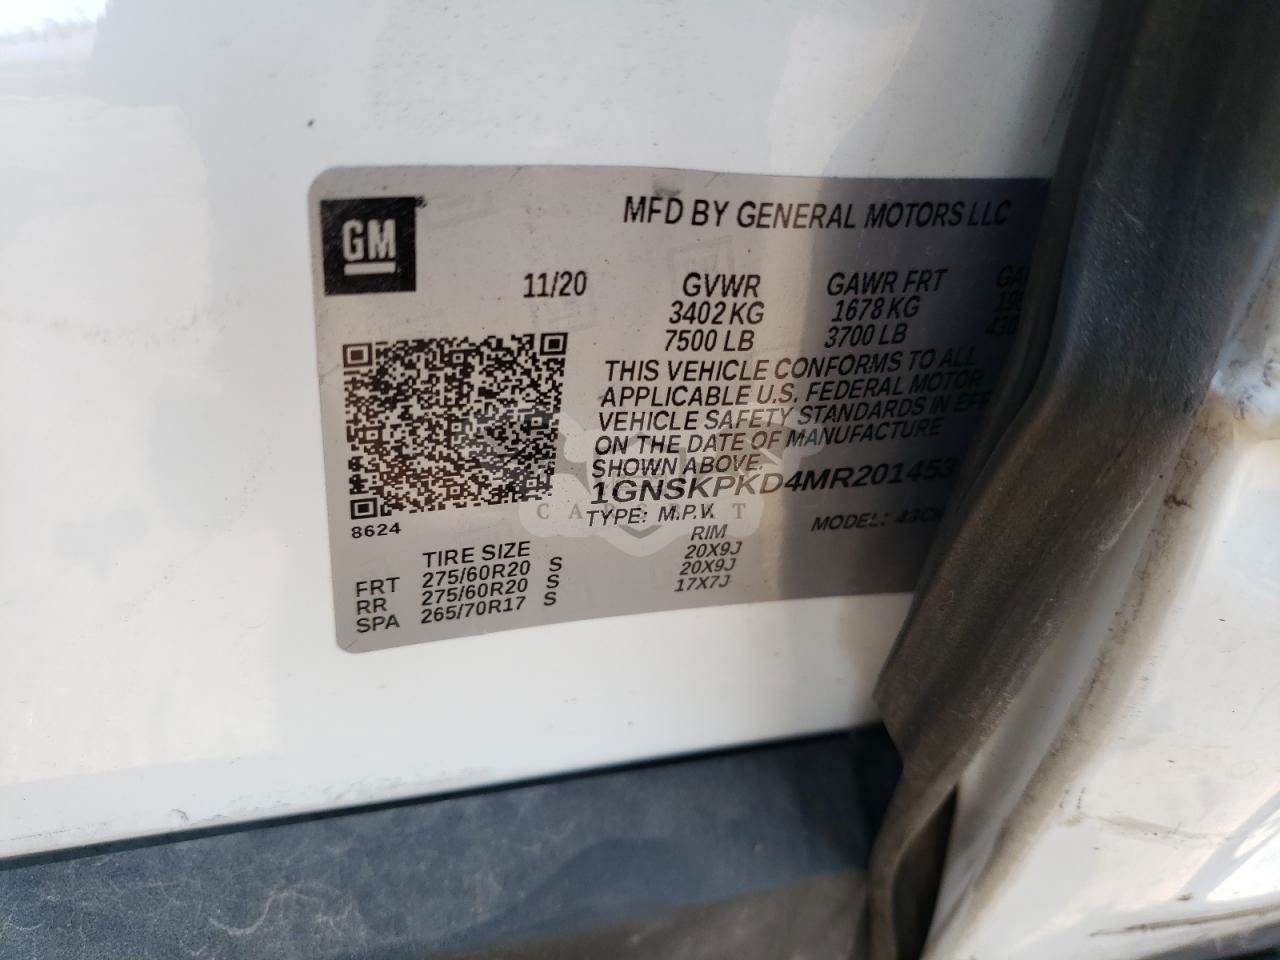 GM
MFD BY GENERAL MOTORS LLC
11/20 GVWR GAWR FRT
3402 KG 1678 KG
7500 LB 3700 LB
THIS VEHICLE CONFORMS TO ALL
APPLICABLE U.S. FEDERAL MOTOR
VEHICLE SAFETY STANDARDS IN
ON THE DATE OF MANUFACTURE
SHOWN ABOVE.
1GNSKPKD4MR201453
TYPE: M.P.V. MODEL:
8624
TIRE SIZE RIM
FRT 275/60R20 S 20X9J
RR 275/60R20 S 20X9J
SPA 265/70R17 S 17X7J